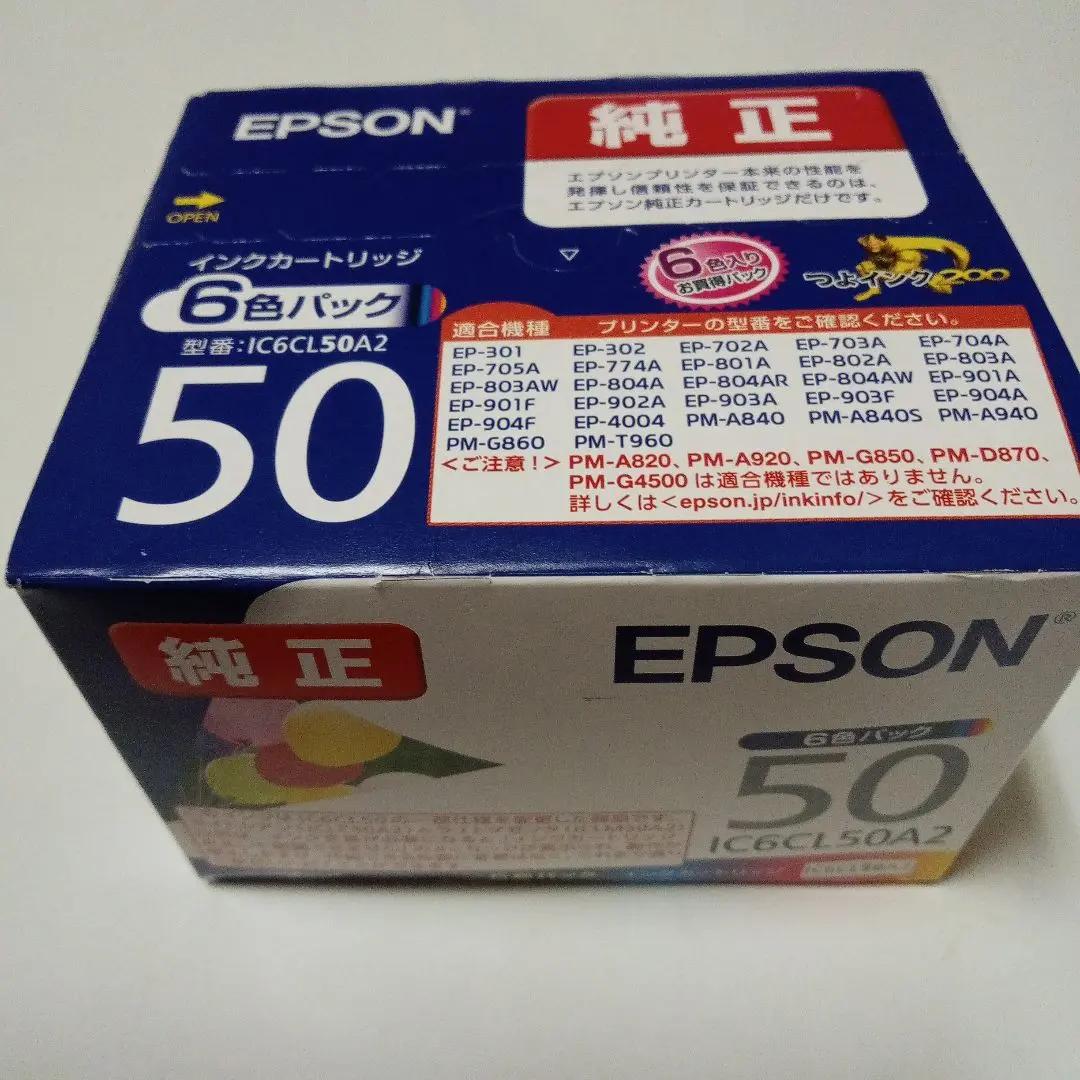 EPSON
純正
エプソンプリンター本来の性能を
発揮し信頼性を保証できるのは、
エプソン純正カートリッジだけです。
OPEN
インクカートリッジ
6色パック
型番:IC6CL50A2
50
6色入り
お買得パック
つよインク200
適合機種 プリンターの型番をご確認ください。
EP-301 EP-302 EP-702A EP-703A EP-704A
EP-705A EP-774A EP-801A EP-802A EP-803A
EP-803AW EP-804A EP-804AR EP-804AW EP-901A
EP-901F EP-902A EP-903A EP-903F EP-904A
EP-904F EP-4004 PM-A840 PM-A840S PM-A940
PM-G860 PM-T960
<ご注意!> PM-A820、PM-A920、PM-G850、PM-D870、
PM-G4500 は適合機種ではありません。
詳しくは<epson.jp/inkinfo/>をご確認ください。
純正
EPSON®
6色パック
50
IC6CL50A2